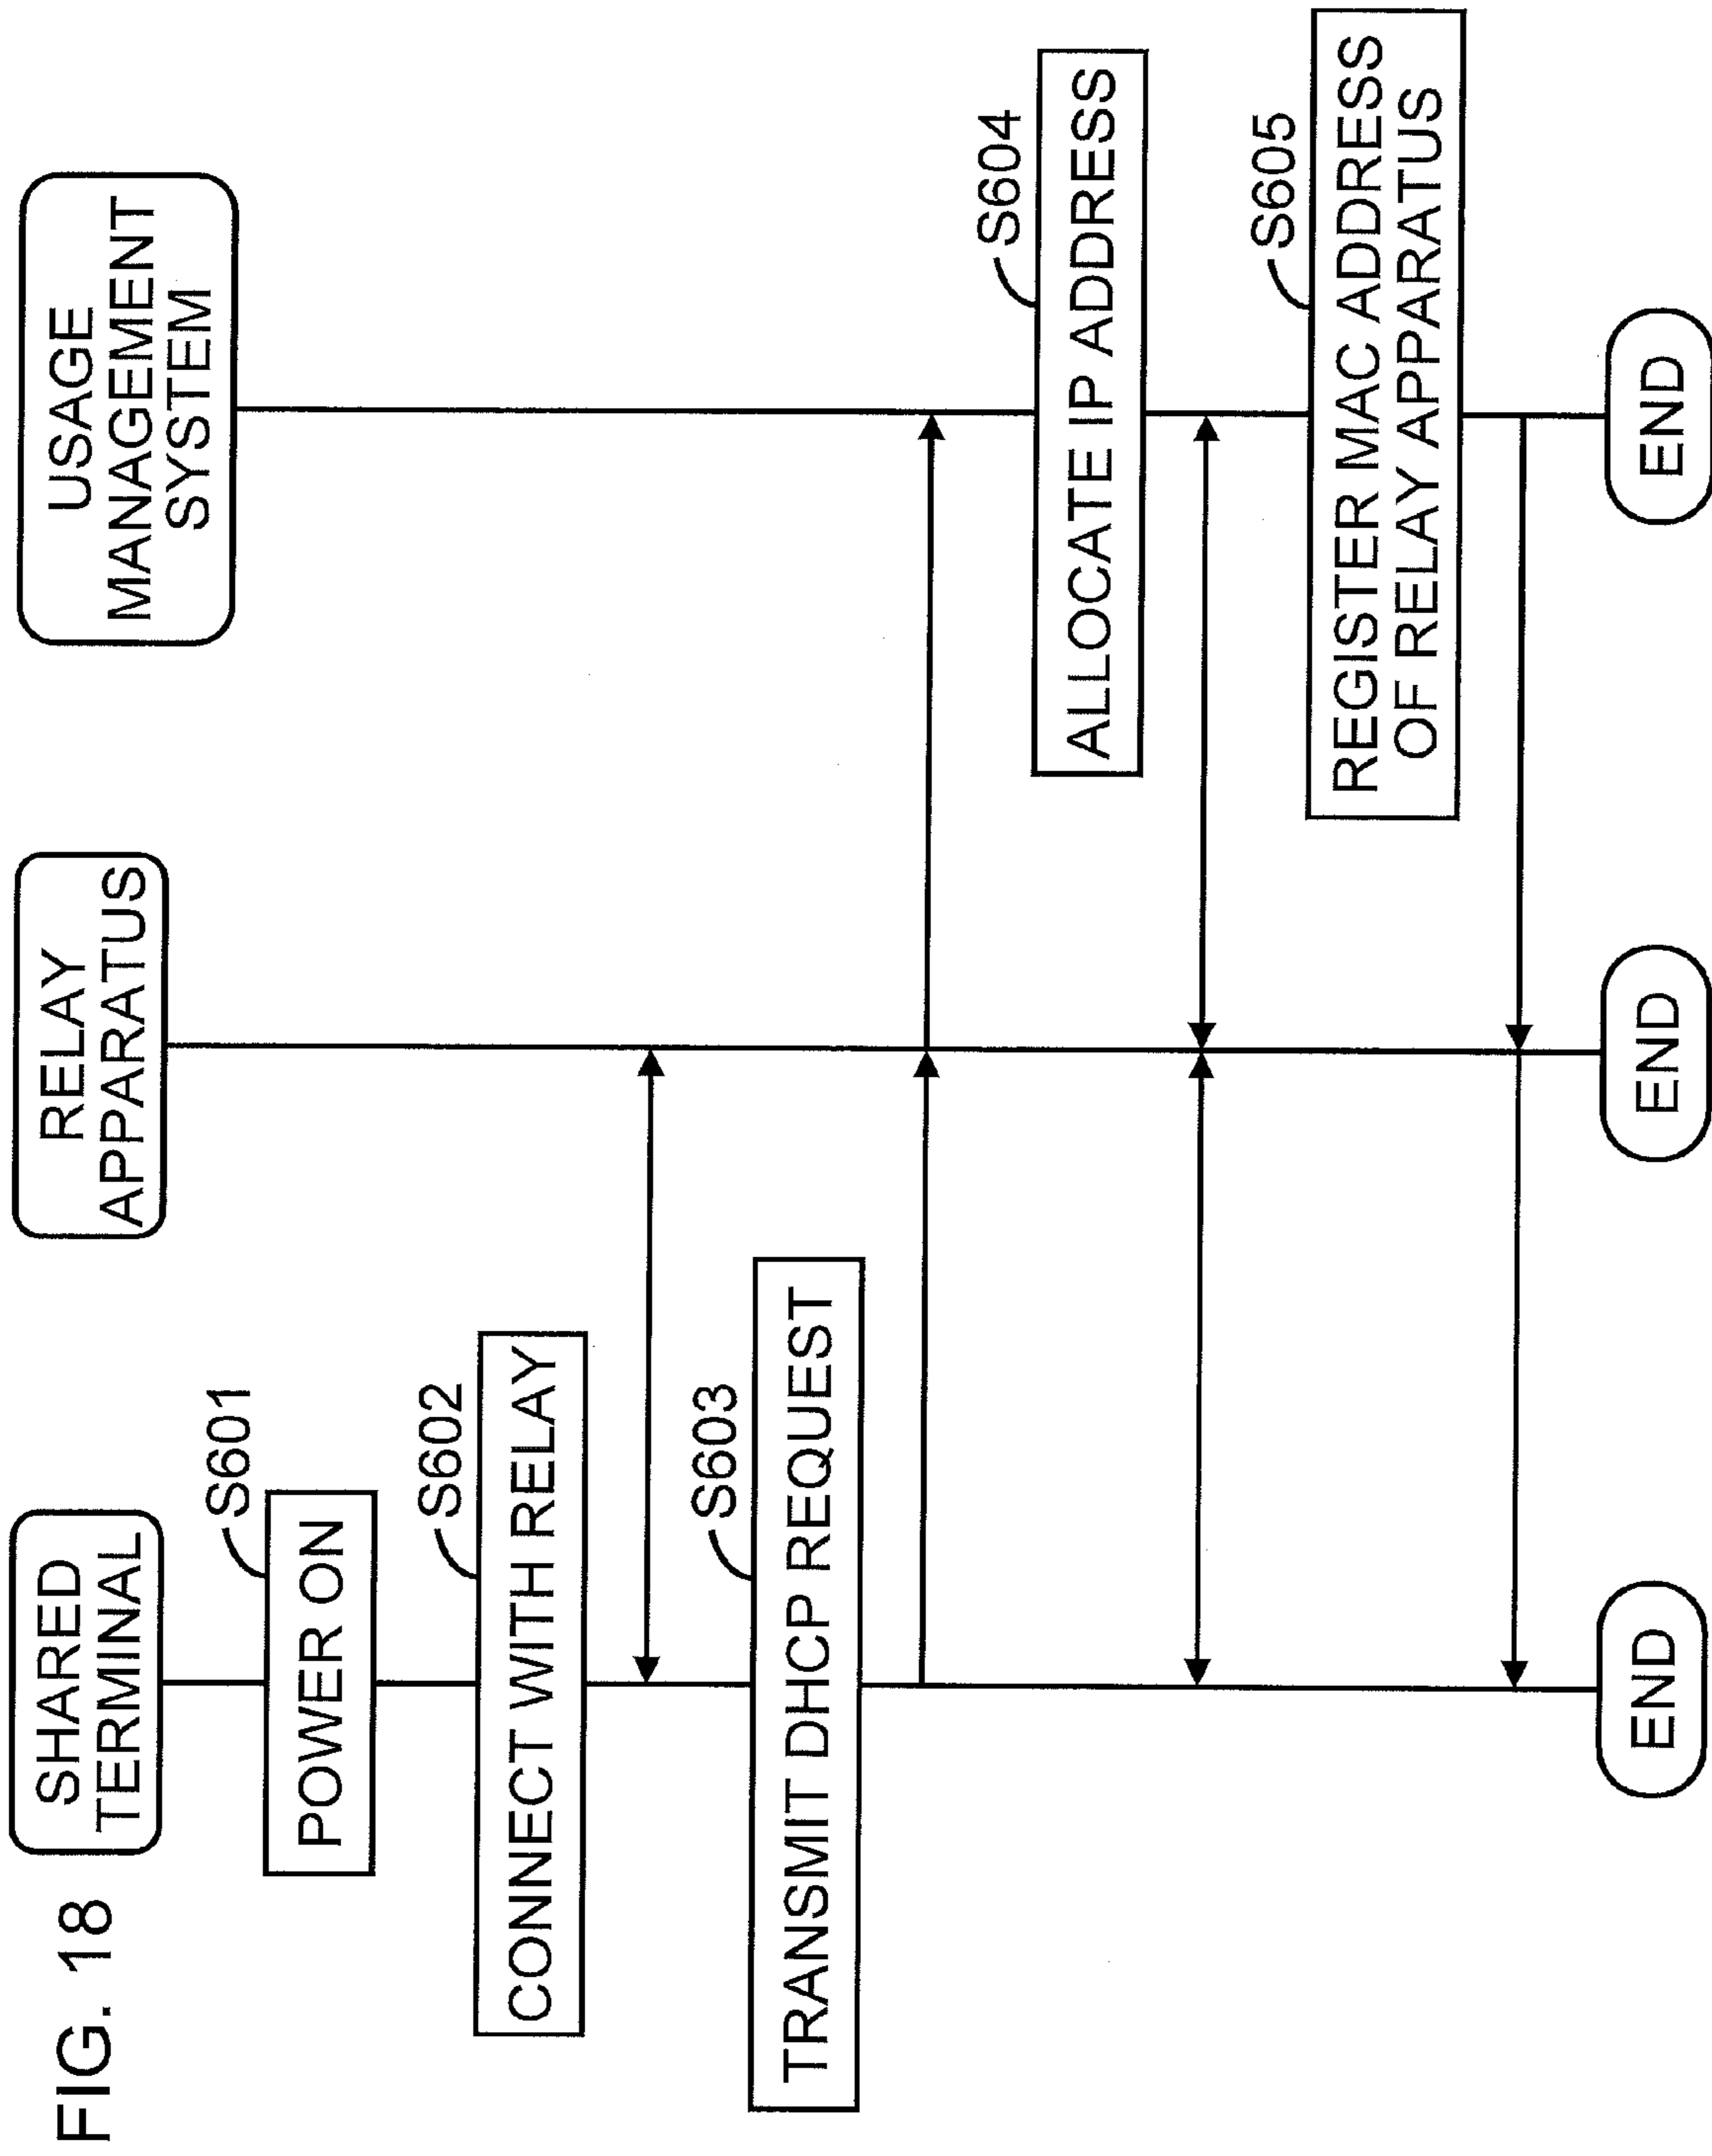 FIG. 18
SHARED
TERMINAL
RELAY
APPARATUS
USAGE
MANAGEMENT
SYSTEM
S601
POWER ON
S602
CONNECT WITH RELAY
S603
TRANSMIT DHCP REQUEST
S604
ALLOCATE IP ADDRESS
S605
REGISTER MAC ADDRESS
OF RELAY APPARATUS
END
END
END